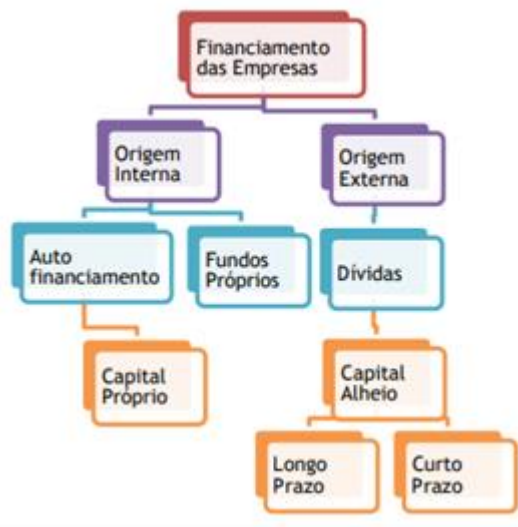 Financiamento
das Empresas
Origem
Interna
Origem
Externa
Auto
financiamento
Fundos
Próprios
Dívidas
Capital
Próprio
Capital
Alheio
Longo
Prazo
Curto
Prazo